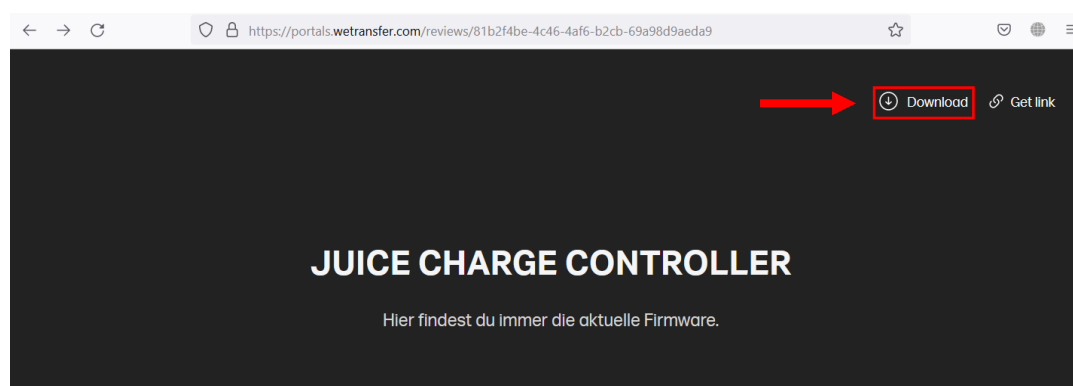 https://portals.wetransfer.com/reviews/81b2f4be-4c46-4af6-b2cb-69a98d9aeda9
Download Get link
JUICE CHARGE CONTROLLER
Hier findest du immer die aktuelle Firmware.